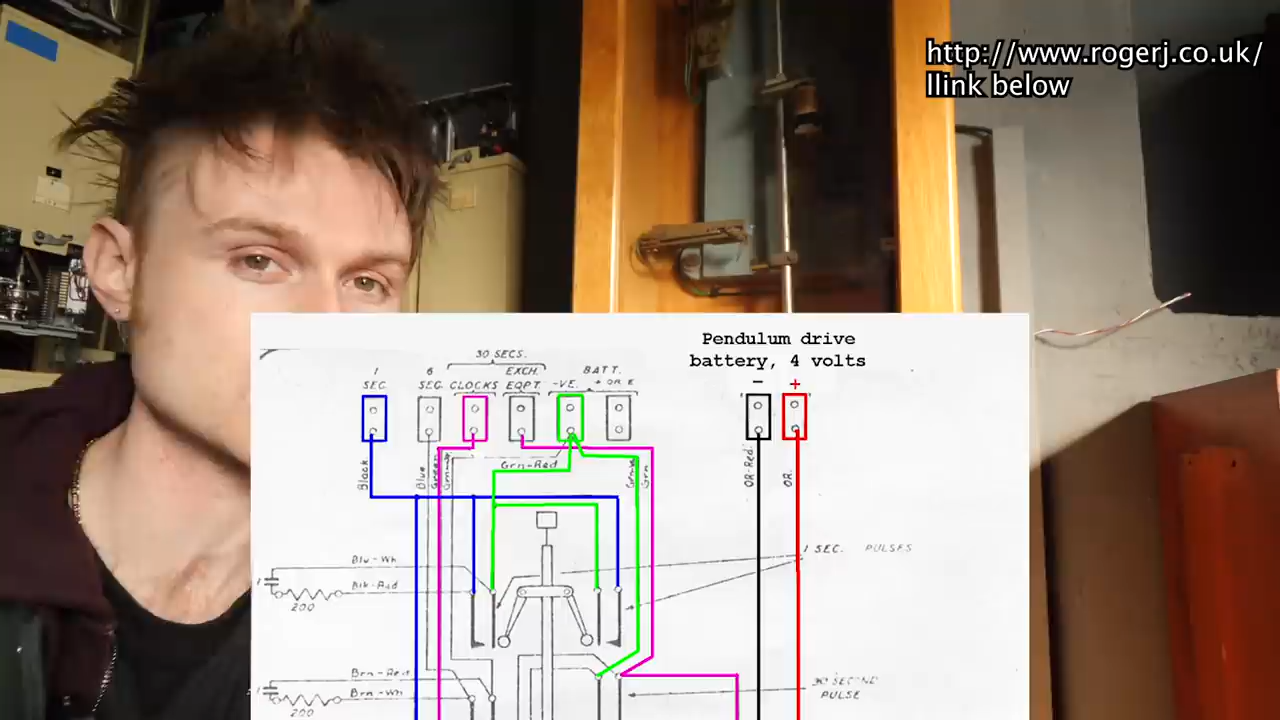 http://www.rogerj.co.uk/
llink below
Pendulum drive
battery, 4 volts
- +
30 SECS.
1 6 EXCH. BATT.
SEC. SEC. CLOCKS EQPT. -VE. + OR E
Black
Blue
Green
Grn-Red
Grn
OR-Red.
OR.
1 SEC. PULSES
Blu-Wh
Blk-Red
200
Brn-Red
Brn-Wh
200
30 SECOND
PULSE